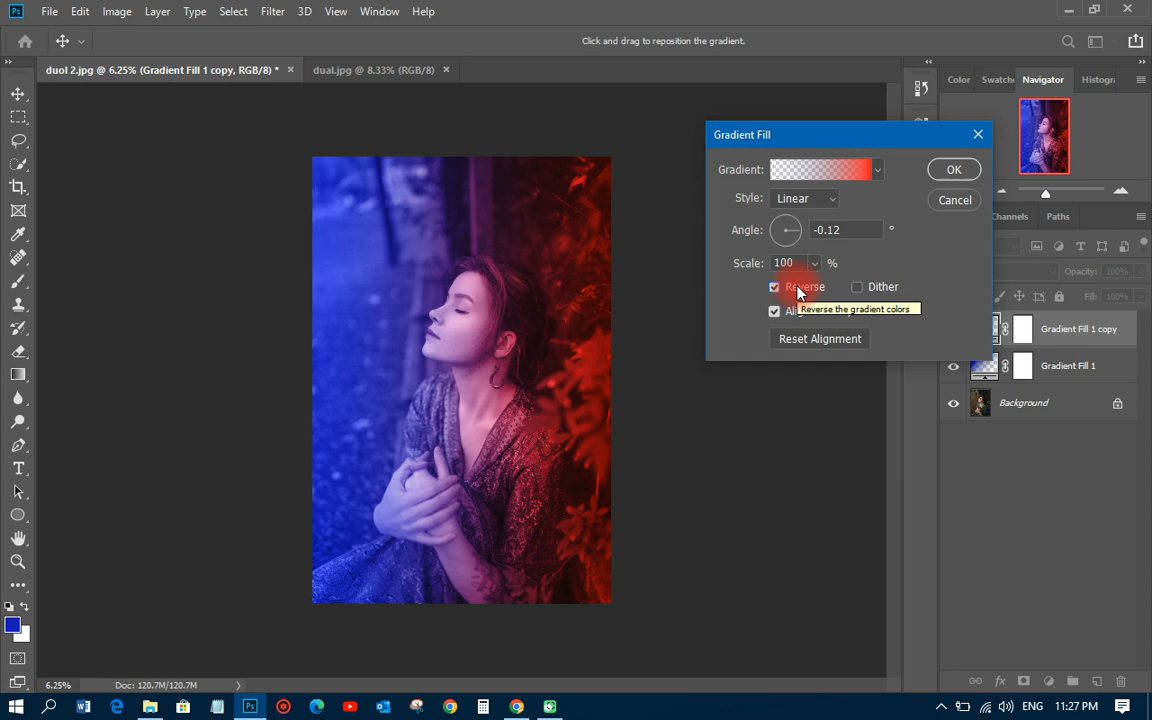 Ps File Edit Image Layer Type Select Filter 3D View Window Help
Click and drag to reposition the gradient.
duol 2.jpg @ 6.25% (Gradient Fill 1 copy, RGB/8) * × dual.jpg @ 8.33% (RGB/8) ×
Color Swatch Navigator Histogra
Gradient Fill
Gradient:
OK
Style: Linear
Cancel
Angle: -0.12 °
Scale: 100 %
Reverse Dither
Reverse the gradient colors
Reset Alignment
hannels Paths
Opacity: 100%
Fill: 100%
Gradient Fill 1 copy
Gradient Fill 1
Background
6.25% Doc: 120.7M/120.7M
ENG 11:27 PM